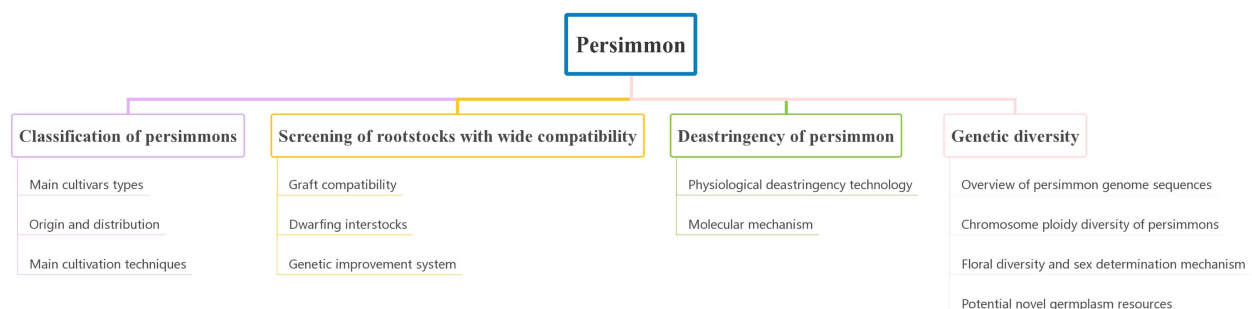 Persimmon
Classification of persimmons
Main cultivars types
Origin and distribution
Main cultivation techniques
Screening of rootstocks with wide compatibility
Graft compatibility
Dwarfing interstocks
Genetic improvement system
Deastringency of persimmon
Physiological deastringency technology
Molecular mechanism
Genetic diversity
Overview of persimmon genome sequences
Chromosome ploidy diversity of persimmons
Floral diversity and sex determination mechanism
Potential novel germplasm resources